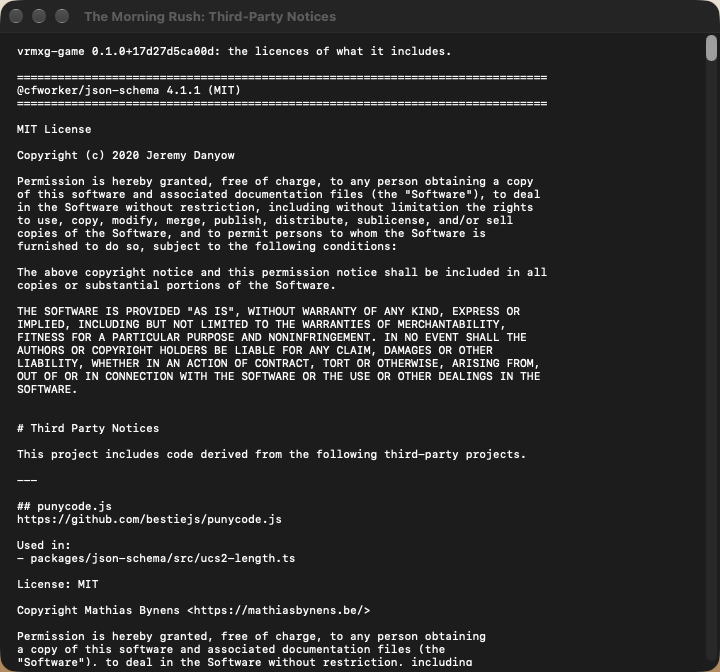 The Morning Rush: Third-Party Notices
vrmxg-game 0.1.0+17d27d5ca00d: the licences of what it includes.
================================================================================
@cfworker/json-schema 4.1.1 (MIT)
================================================================================
MIT License
Copyright (c) 2020 Jeremy Danyow
Permission is hereby granted, free of charge, to any person obtaining a copy
of this software and associated documentation files (the "Software"), to deal
in the Software without restriction, including without limitation the rights
to use, copy, modify, merge, publish, distribute, sublicense, and/or sell
copies of the Software, and to permit persons to whom the Software is
furnished to do so, subject to the following conditions:
The above copyright notice and this permission notice shall be included in all
copies or substantial portions of the Software.
THE SOFTWARE IS PROVIDED "AS IS", WITHOUT WARRANTY OF ANY KIND, EXPRESS OR
IMPLIED, INCLUDING BUT NOT LIMITED TO THE WARRANTIES OF MERCHANTABILITY,
FITNESS FOR A PARTICULAR PURPOSE AND NONINFRINGEMENT. IN NO EVENT SHALL THE
AUTHORS OR COPYRIGHT HOLDERS BE LIABLE FOR ANY CLAIM, DAMAGES OR OTHER
LIABILITY, WHETHER IN AN ACTION OF CONTRACT, TORT OR OTHERWISE, ARISING FROM,
OUT OF OR IN CONNECTION WITH THE SOFTWARE OR THE USE OR OTHER DEALINGS IN THE
SOFTWARE.
# Third Party Notices
This project includes code derived from the following third-party projects.
---
## punycode.js
https://github.com/bestiejs/punycode.js
Used in:
- packages/json-schema/src/ucs2-length.ts
License: MIT
Copyright Mathias Bynens <https://mathiasbynens.be/>
Permission is hereby granted, free of charge, to any person obtaining
a copy of this software and associated documentation files (the
"Software"), to deal in the Software without restriction, including